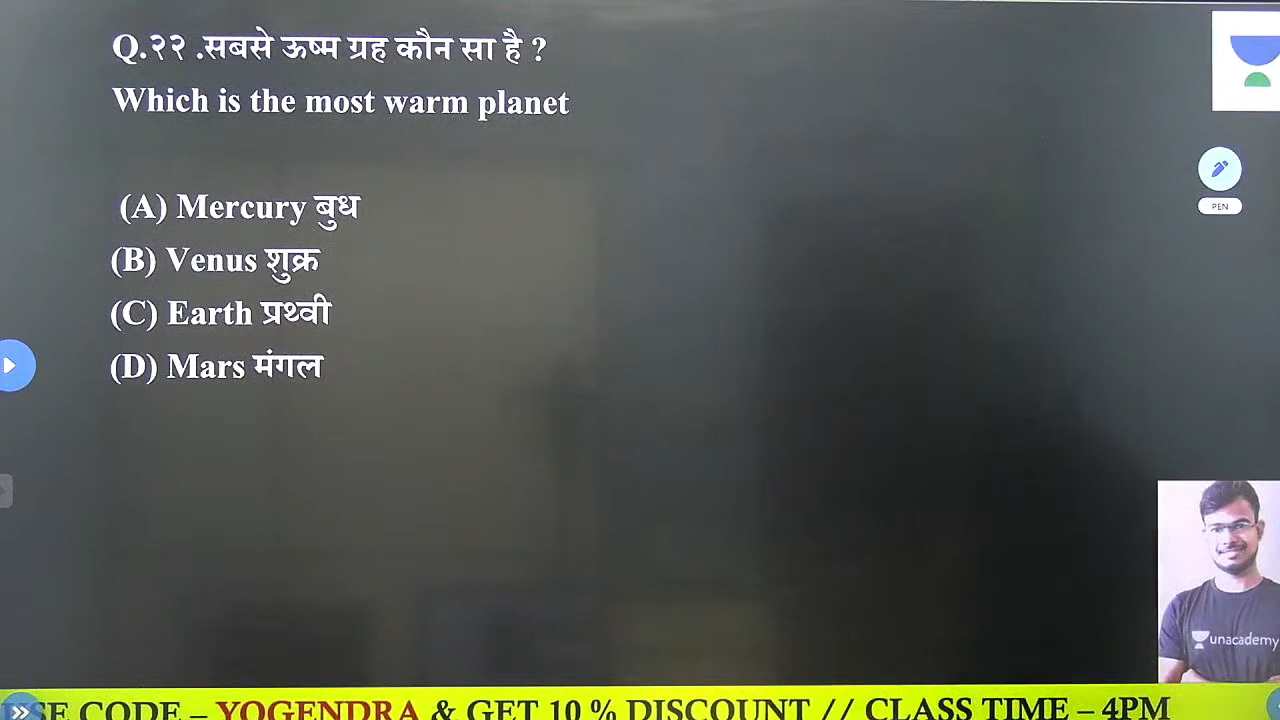 Q.२२ .सबसे ऊष्म ग्रह कौन सा है ?
Which is the most warm planet
(A) Mercury बुध
(B) Venus शुक्र
(C) Earth प्रथ्वी
(D) Mars मंगल
PEN
unacademy
SE CODE – YOGENDRA & GET 10 % DISCOUNT // CLASS TIME – 4PM